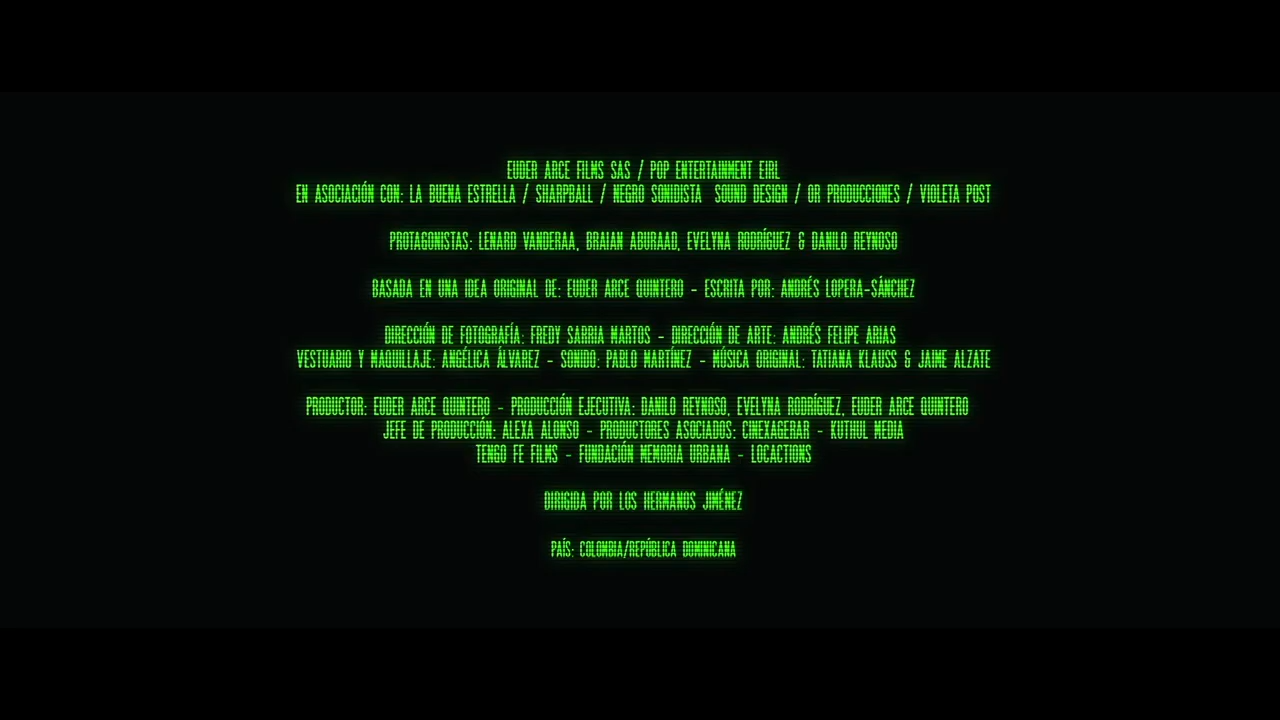 EUDER ARCE FILMS SAS / POP ENTERTAINMENT EIRL
EN ASOCIACIÓN CON: LA BUENA ESTRELLA / SHARPBALL / NEGRO SONIDISTA SOUND DESIGN / OB PRODUCCIONES / VIOLETA POST
PROTAGONISTAS: LENARD VANDERAA, BRAIAN ABURAAD, EVELYNA RODRÍGUEZ & DANILO REYNOSO
BASADA EN UNA IDEA ORIGINAL DE: EUDER ARCE QUINTERO - ESCRITA POR: ANDRÉS LOPERA-SÁNCHEZ
DIRECCIÓN DE FOTOGRAFÍA: FREDY SARRIA MARTOS - DIRECCIÓN DE ARTE: ANDRÉS FELIPE ARIAS
VESTUARIO Y MAQUILLAJE: ANGÉLICA ÁLVAREZ - SONIDO: PABLO MARTÍNEZ - MÚSICA ORIGINAL: TATIANA KLAUSS & JAIME ALZATE
PRODUCTOR: EUDER ARCE QUINTERO - PRODUCCIÓN EJECUTIVA: DANILO REYNOSO, EVELYNA RODRÍGUEZ, EUDER ARCE QUINTERO
JEFE DE PRODUCCIÓN: ALEXA ALONSO - PRODUCTORES ASOCIADOS: CINEXAGERAR - KUTHUL MEDIA
TENGO FE FILMS - FUNDACIÓN MEMORIA URBANA - LOCACTIONS
DIRIGIDA POR LOS HERMANOS JIMÉNEZ
PAÍS: COLOMBIA/REPÚBLICA DOMINICANA